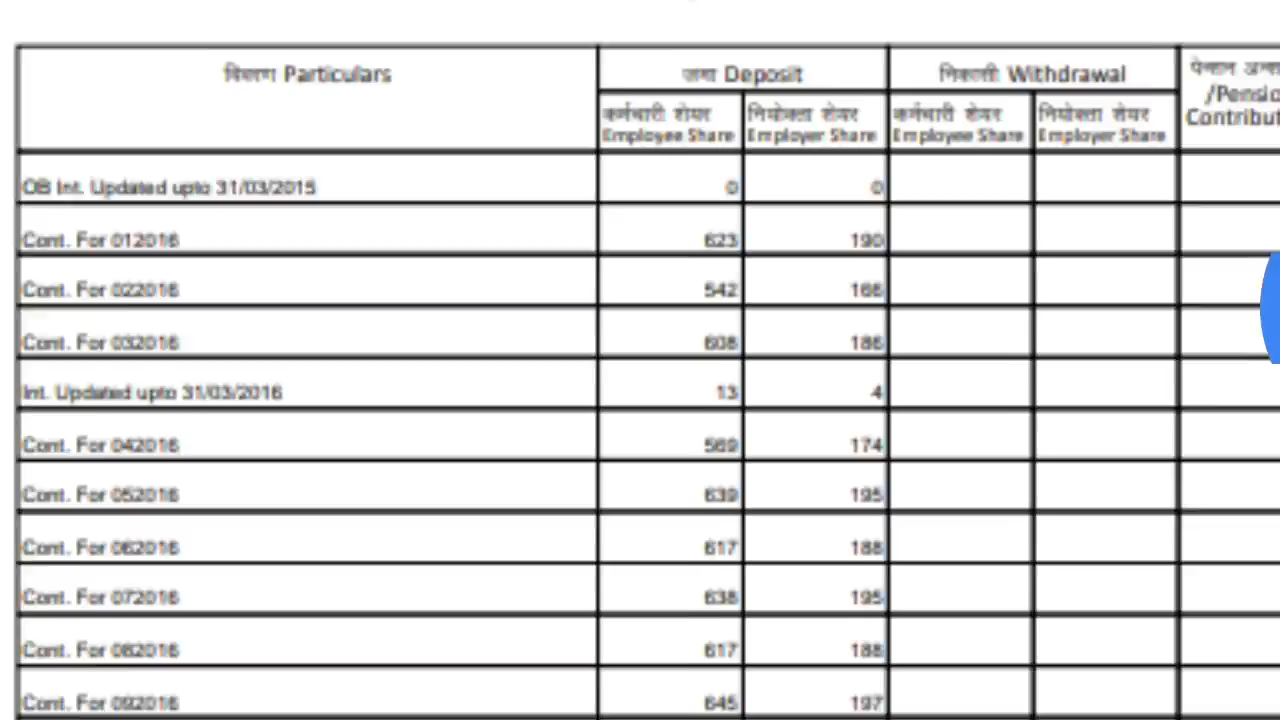 विवरण Particulars
जमा Deposit
निकासी Withdrawal
पेन्शन
/Pensio
Contribut
कर्मचारी शेयर
Employee Share
नियोक्ता शेयर
Employer Share
कर्मचारी शेयर
Employee Share
नियोक्ता शेयर
Employer Share
OB Int. Updated upto 31/03/2015 0 0
Cont. For 012016 623 190
Cont. For 022016 542 166
Cont. For 032016 608 186
Int. Updated upto 31/03/2016 13 4
Cont. For 042016 569 174
Cont. For 052016 639 195
Cont. For 062016 617 188
Cont. For 072016 638 195
Cont. For 082016 617 188
Cont. For 092016 645 197